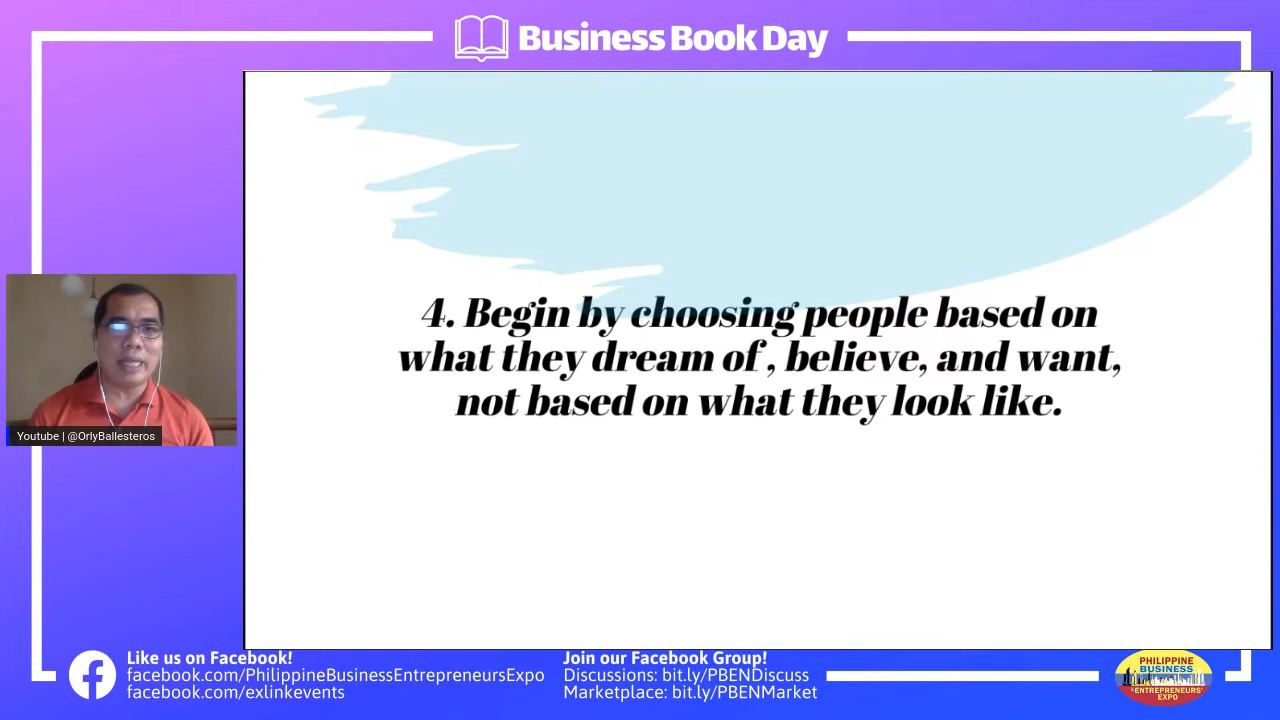 Business Book Day
4. Begin by choosing people based on
what they dream of , believe, and want,
not based on what they look like.
Youtube | @OrlyBallesteros
Like us on Facebook!
facebook.com/PhilippineBusinessEntrepreneursExpo
facebook.com/exlinkevents
Join our Facebook Group!
Discussions: bit.ly/PBENDiscuss
Marketplace: bit.ly/PBENMarket
PHILIPPINE
BUSINESS
& ENTREPRENEURS'
EXPO